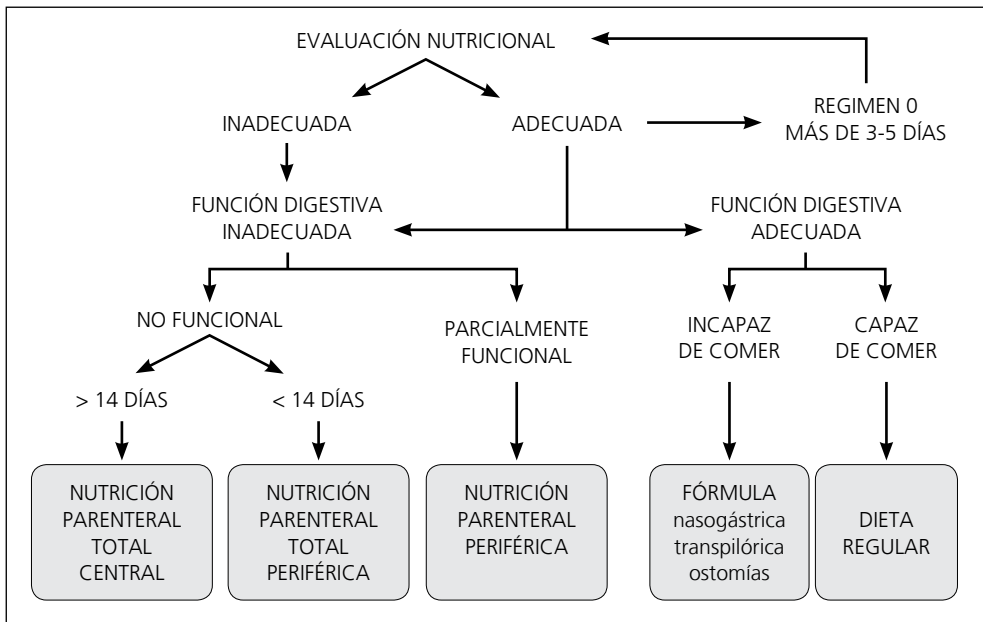 EVALUACIÓN NUTRICIONAL
INADECUADA
ADECUADA
REGIMEN 0
MÁS DE 3-5 DÍAS
FUNCIÓN DIGESTIVA
INADECUADA
FUNCIÓN DIGESTIVA
ADECUADA
NO FUNCIONAL
PARCIALMENTE
FUNCIONAL
INCAPAZ
DE COMER
CAPAZ
DE COMER
> 14 DÍAS
< 14 DÍAS
NUTRICIÓN
PARENTERAL
TOTAL
CENTRAL
NUTRICIÓN
PARENTERAL
TOTAL
PERIFÉRICA
NUTRICIÓN
PARENTERAL
PERIFÉRICA
FÓRMULA
nasogástrica
transpilórica
ostomías
DIETA
REGULAR